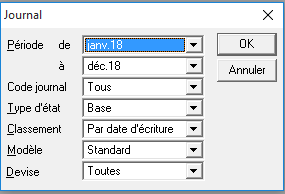 Journal
Période de janv.18 OK
à déc.18 Annuler
Code journal Tous
Type d'état Base
Classement Par date d'écriture
Modèle Standard
Devise Toutes